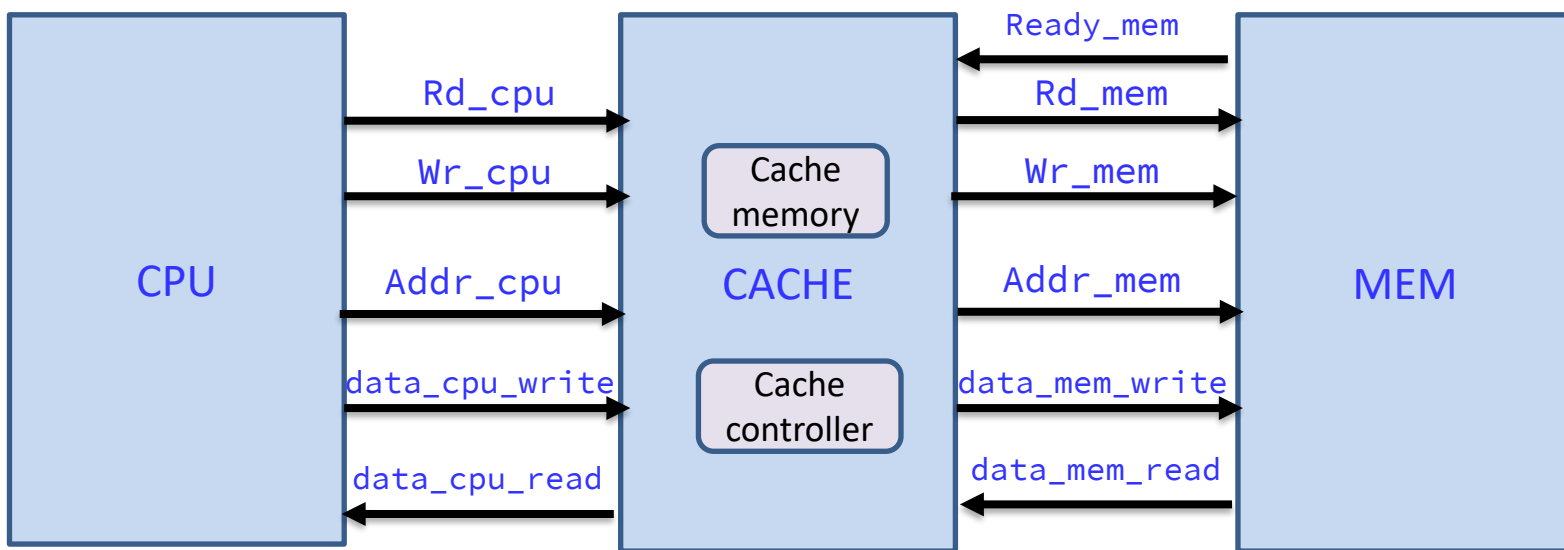 Ready_mem
Rd_cpu
Rd_mem
Wr_cpu
Cache
memory
Wr_mem
CPU
Addr_cpu
CACHE
Addr_mem
MEM
data_cpu_write
Cache
controller
data_mem_write
data_cpu_read
data_mem_read